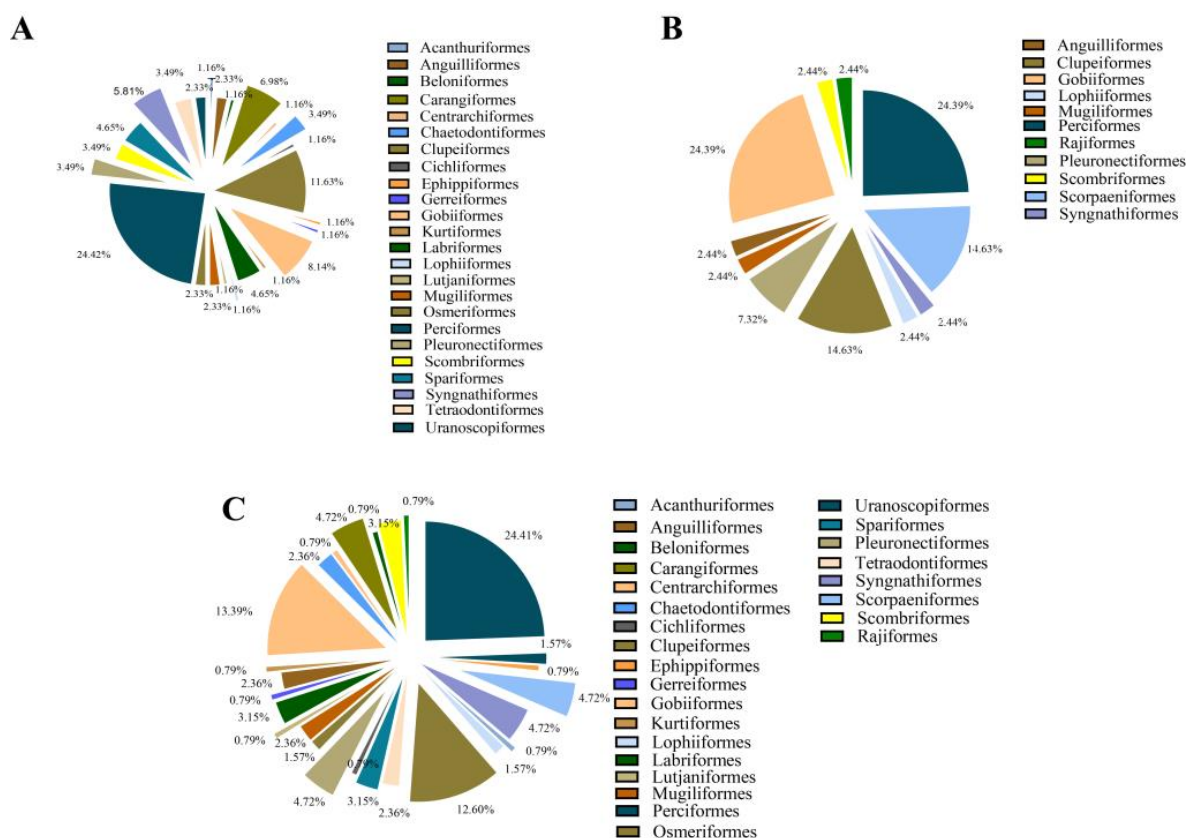 A
1.16%
3.49%
2.33%
2.33%
1.16%
6.98%
5.81%
1.16%
3.49%
4.65%
3.49%
1.16%
3.49%
11.63%
1.16%
1.16%
24.42%
8.14%
1.16%
4.65%
2.33%
1.16%
2.33%
1.16%
Acanthuriformes
Anguilliformes
Beloniformes
Carangiformes
Centrarchiformes
Chaetodontiformes
Clupeiformes
Cichliformes
Ephippiformes
Gerreiformes
Gobiiformes
Kurtiformes
Labriformes
Lophiiformes
Lutjaniformes
Mugiliformes
Osmeriformes
Perciformes
Pleuronectiformes
Scombriformes
Spariformes
Syngnathiformes
Tetraodontiformes
Uranoscopiformes
B
2.44%
2.44%
24.39%
24.39%
14.63%
2.44%
2.44%
7.32%
2.44%
2.44%
14.63%
Anguilliformes
Clupeiformes
Gobiiformes
Lophiiformes
Mugiliformes
Perciformes
Rajiformes
Pleuronectiformes
Scombriformes
Scorpaeniformes
Syngnathiformes
C
0.79%
0.79%
4.72%
3.15%
24.41%
0.79%
2.36%
13.39%
1.57%
0.79%
0.79%
2.36%
4.72%
0.79%
4.72%
3.15%
0.79%
0.79%
2.36%
1.57%
1.57%
0.79%
4.72%
3.15%
2.36%
12.60%
Acanthuriformes
Anguilliformes
Beloniformes
Carangiformes
Centrarchiformes
Chaetodontiformes
Cichliformes
Clupeiformes
Ephippiformes
Gerreiformes
Gobiiformes
Kurtiformes
Lophiiformes
Labriformes
Lutjaniformes
Mugiliformes
Perciformes
Osmeriformes
Uranoscopiformes
Spariformes
Pleuronectiformes
Tetraodontiformes
Syngnathiformes
Scorpaeniformes
Scombriformes
Rajiformes